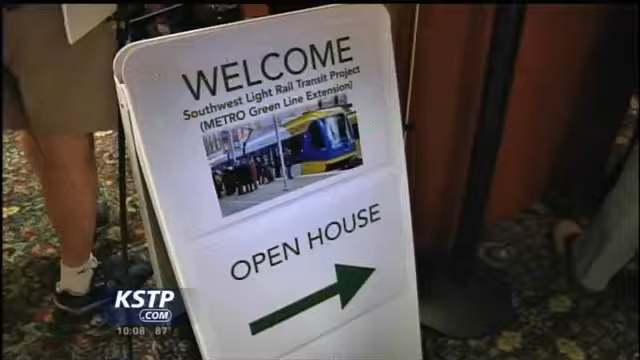 WELCOME
Southwest Light Rail Transit Project
(METRO Green Line Extension)
OPEN HOUSE
KSTP
.COM
10:08 87°